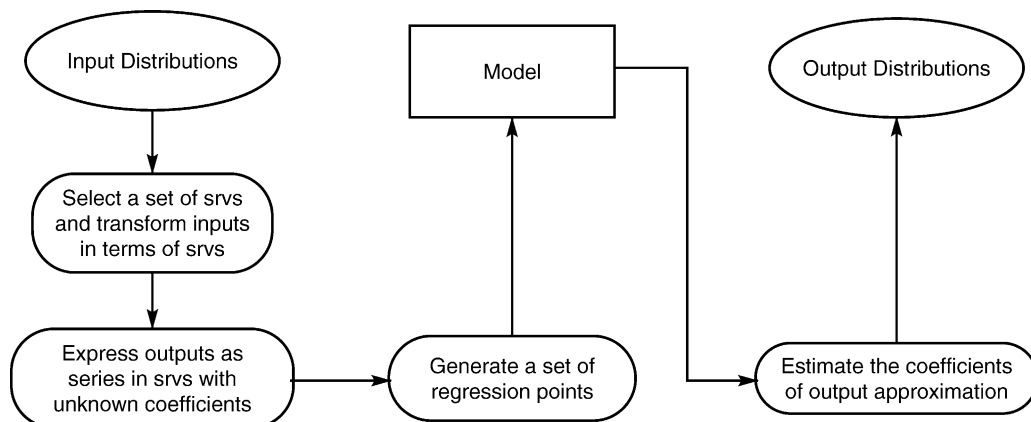 Input Distributions
Select a set of srvs
and transform inputs
in terms of srvs
Express outputs as
series in srvs with
unknown coefficients
Generate a set of
regression points
Model
Estimate the coefficients
of output approximation
Output Distributions